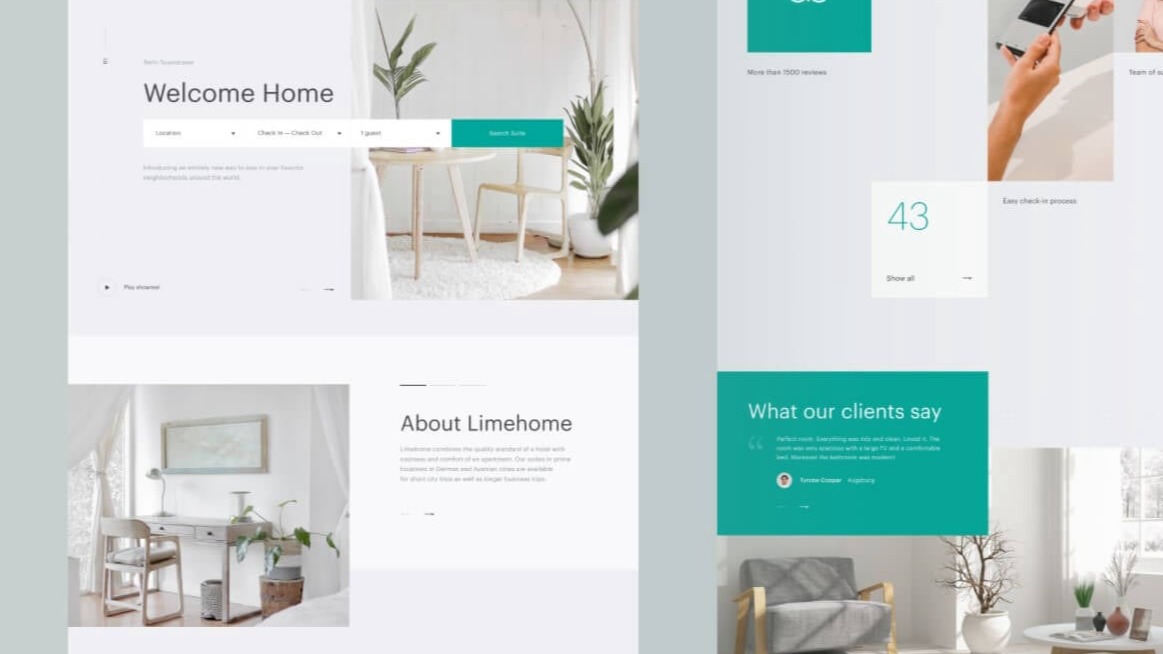 Welcome Home
Location
Check In — Check Out
1 guest
Search Suite
Introducing an entirely new way to stay in your favorite
neighborhoods around the world.
Play showreel
About Limehome
Limehome combines the quality standard of a hotel with
coziness and comfort of an apartment. Our suites in prime
locations in German and Austrian cities are available
for short city trips as well as longer business trips.
More than 1500 reviews
Team of
Easy check-in process
43
Show all
What our clients say
Perfect room. Everything was nice and clean. Loved it. The
room was very spacious with a large TV and a comfortable
bed. Moreover the bathroom was modern!
Cooper Augsburg